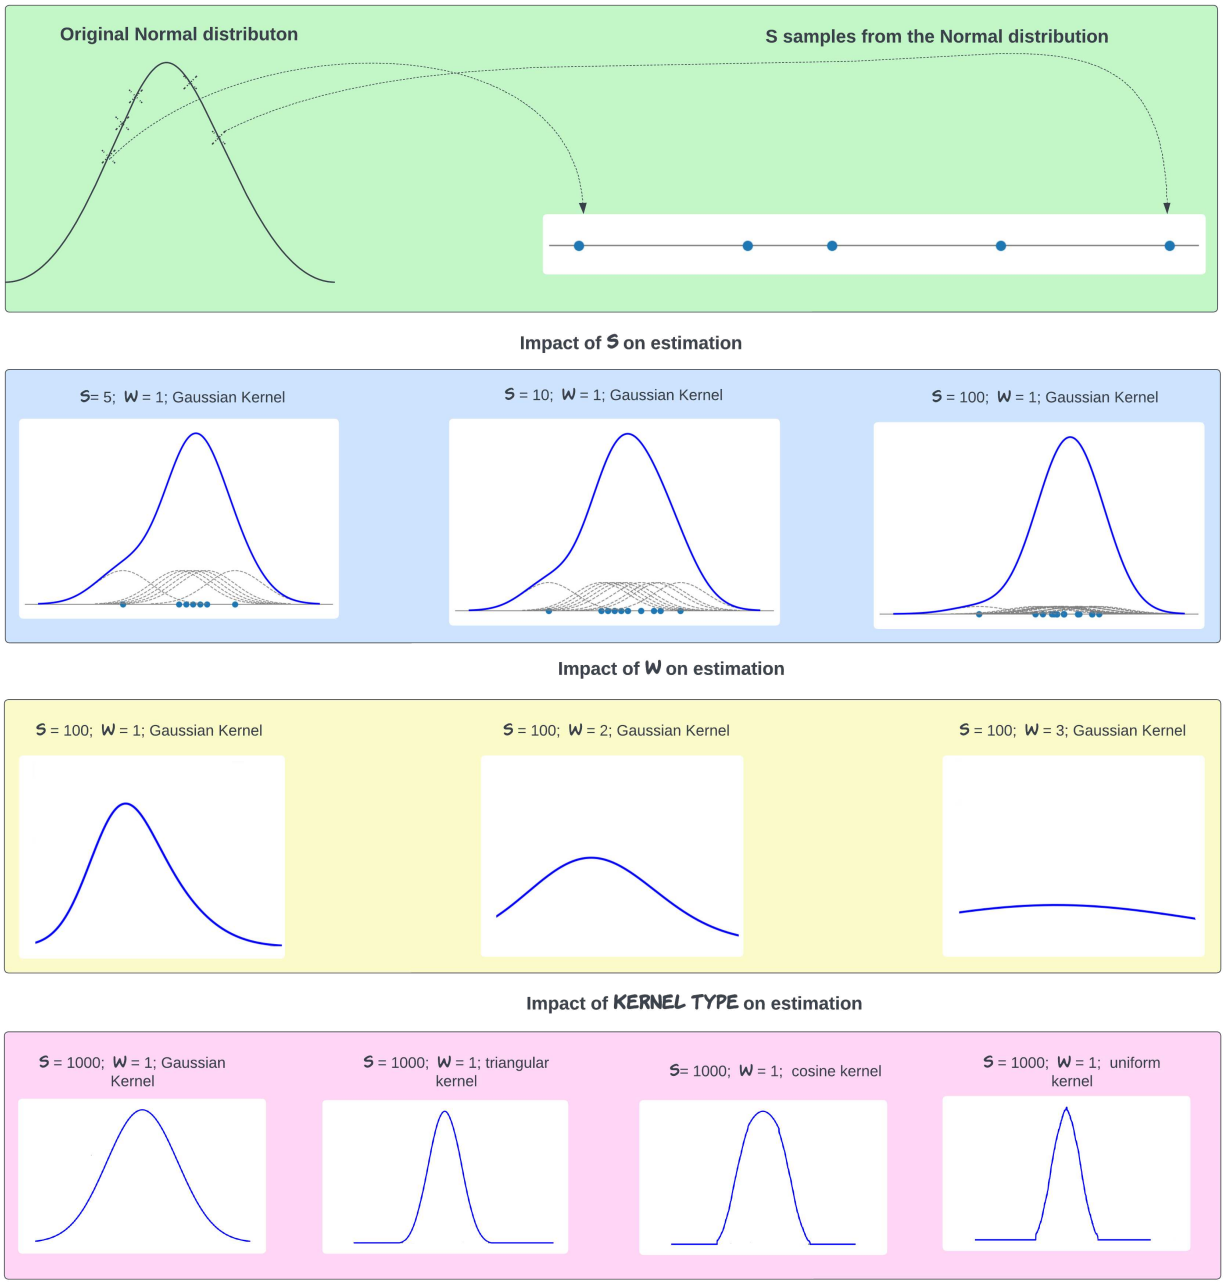 Original Normal distributon
S samples from the Normal distribution
Impact of S on estimation
S= 5; W = 1; Gaussian Kernel
S = 10; W = 1; Gaussian Kernel
S = 100; W = 1; Gaussian Kernel
Impact of W on estimation
S = 100; W = 1; Gaussian Kernel
S = 100; W = 2; Gaussian Kernel
S = 100; W = 3; Gaussian Kernel
Impact of KERNEL TYPE on estimation
S = 1000; W = 1; Gaussian
Kernel
S = 1000; W = 1; triangular
kernel
S= 1000; W = 1; cosine kernel
S = 1000; W = 1; uniform
kernel